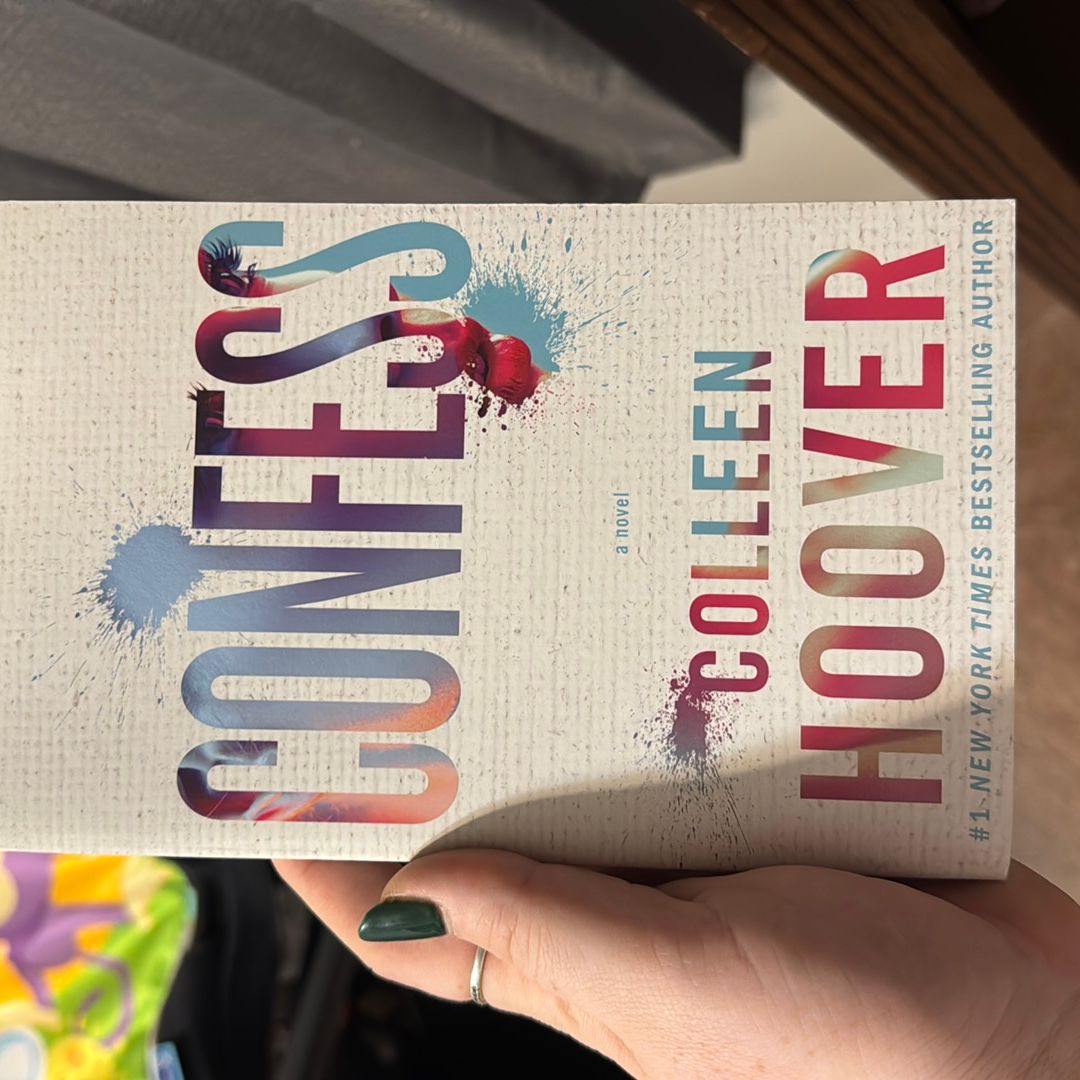 CONFESS
a novel
COLLEEN
HOOVER
#1 NEW YORK TIMES BESTSELLING AUTHOR